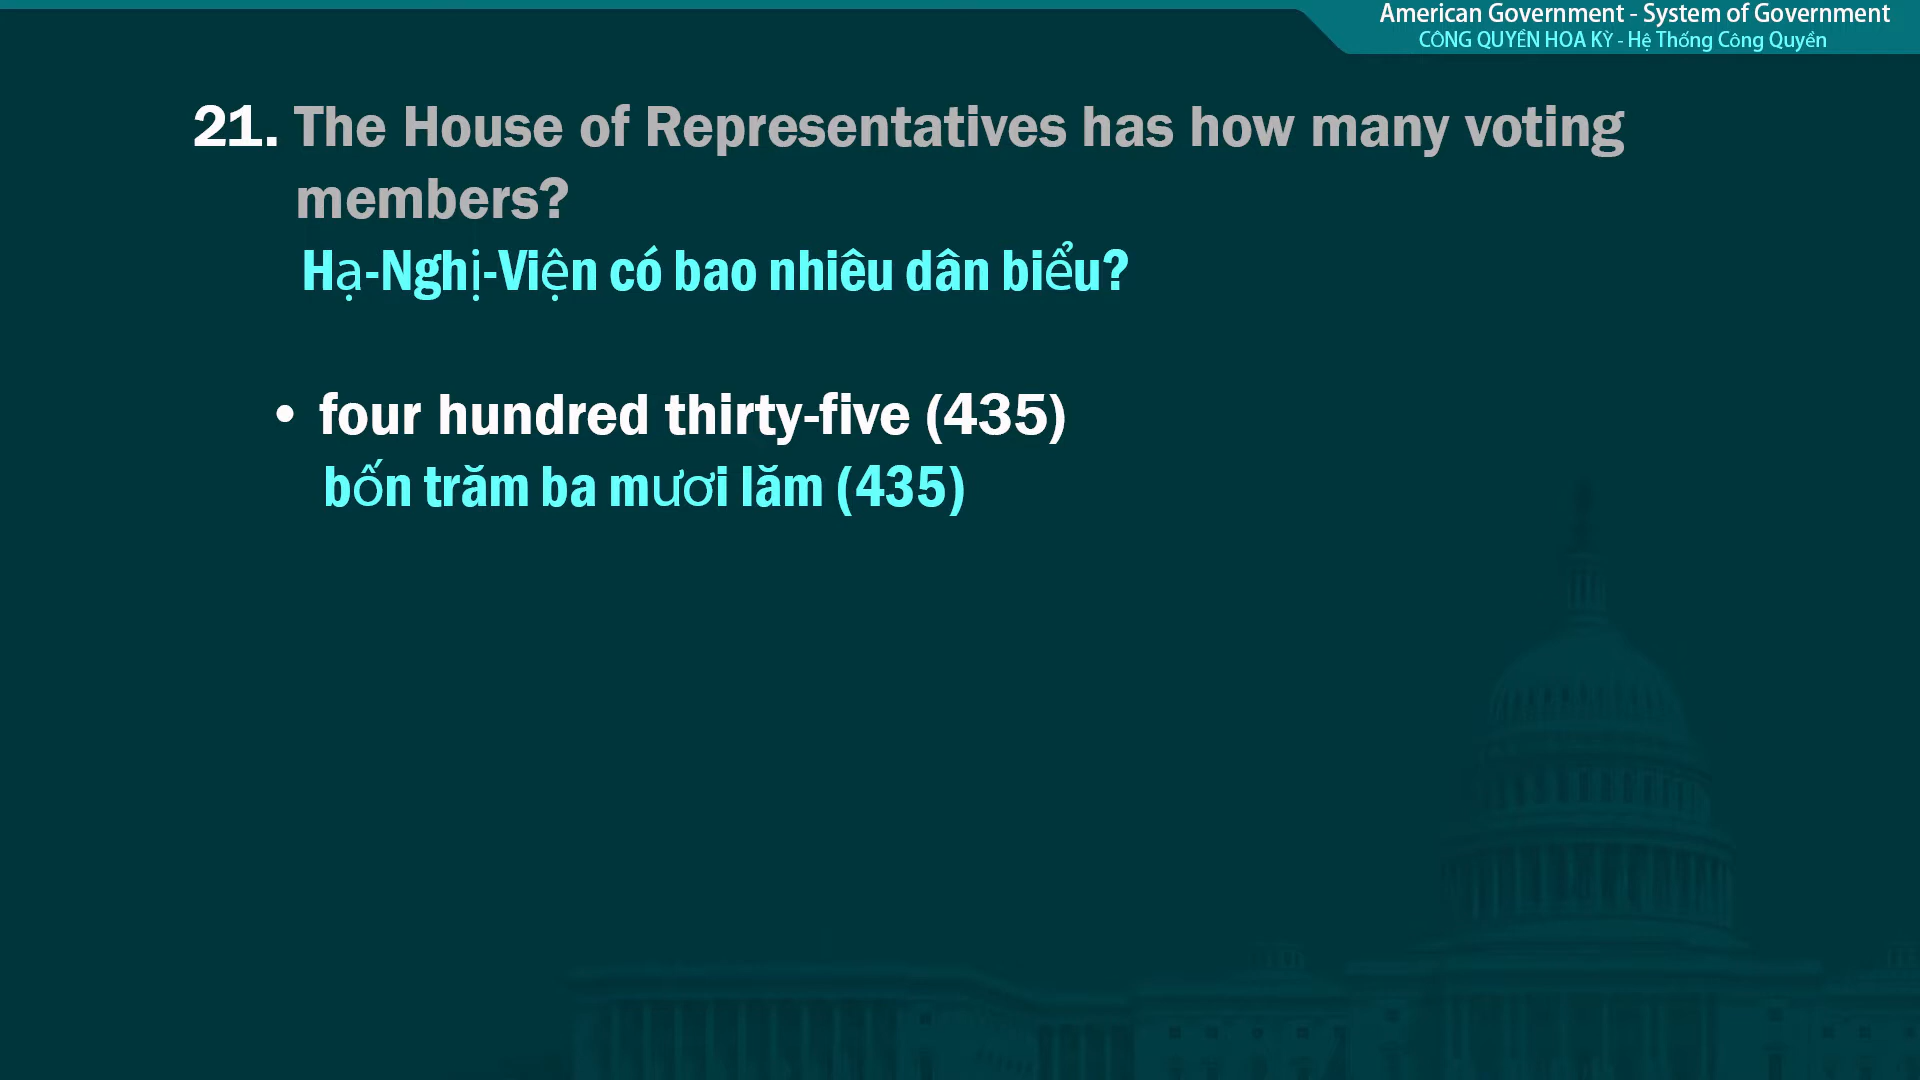 American Government - System of Government
CÔNG QUYỀN HOA KỲ - Hệ Thống Công Quyền
21. The House of Representatives has how many voting
members?
Hạ-Nghị-Viện có bao nhiêu dân biểu?
• four hundred thirty-five (435)
bốn trăm ba mươi lăm (435)